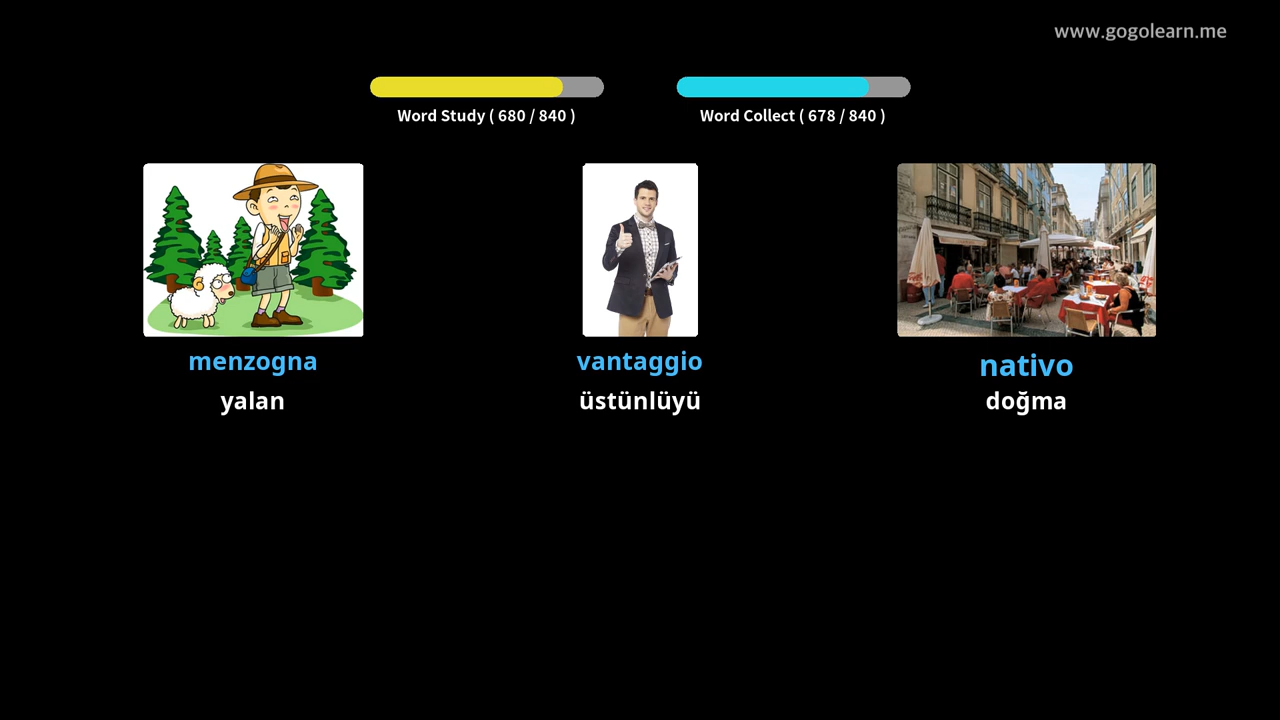 www.gogolearn.me
Word Study ( 680 / 840 )
Word Collect ( 678 / 840 )
menzogna
vantaggio
nativo
yalan
üstünlüyü
doğma